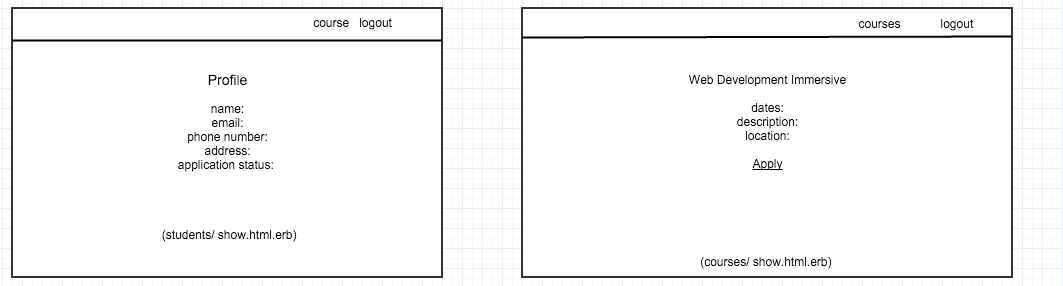 course logout
Profile
name:
email:
phone number:
address:
application status:
(students/ show.html.erb)
courses logout
Web Development Immersive
dates:
description:
location:
Apply
(courses/ show.html.erb)